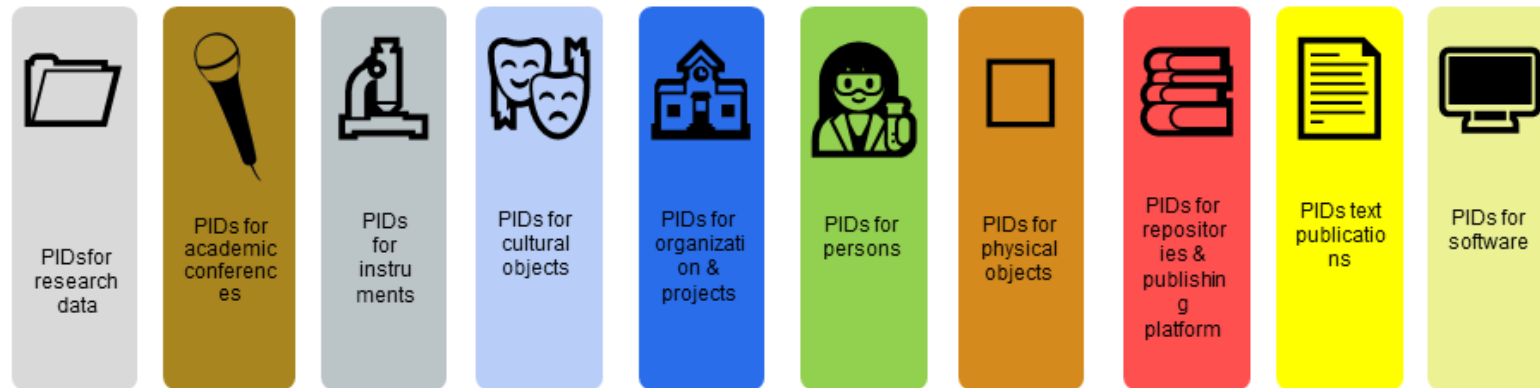 PIDsfor
research
data
PIDs for
academic
conferenc
es
PIDs
for
instru
ments
PIDs for
cultural
objects
PIDs for
organizati
on &
projects
PIDs for
persons
PIDs for
physical
objects
PIDs for
repositor
ies &
publishin
g
platform
PIDs text
publicatio
ns
PIDs for
software